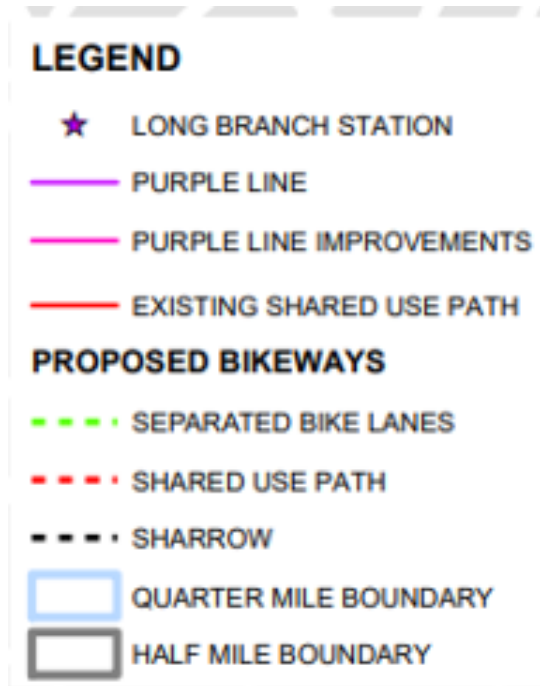 LEGEND
LONG BRANCH STATION
PURPLE LINE
PURPLE LINE IMPROVEMENTS
EXISTING SHARED USE PATH
PROPOSED BIKEWAYS
SEPARATED BIKE LANES
SHARED USE PATH
SHARROW
QUARTER MILE BOUNDARY
HALF MILE BOUNDARY